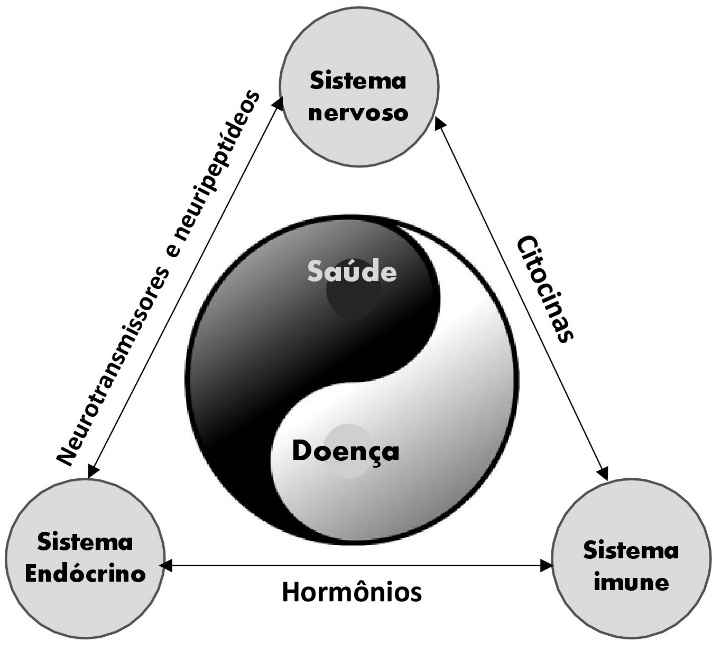 Sistema
nervoso
Neurotransmissores e neuripeptídeos
Citocinas
Saúde
Doença
Sistema
Endócrino
Hormônios
Sistema
imune